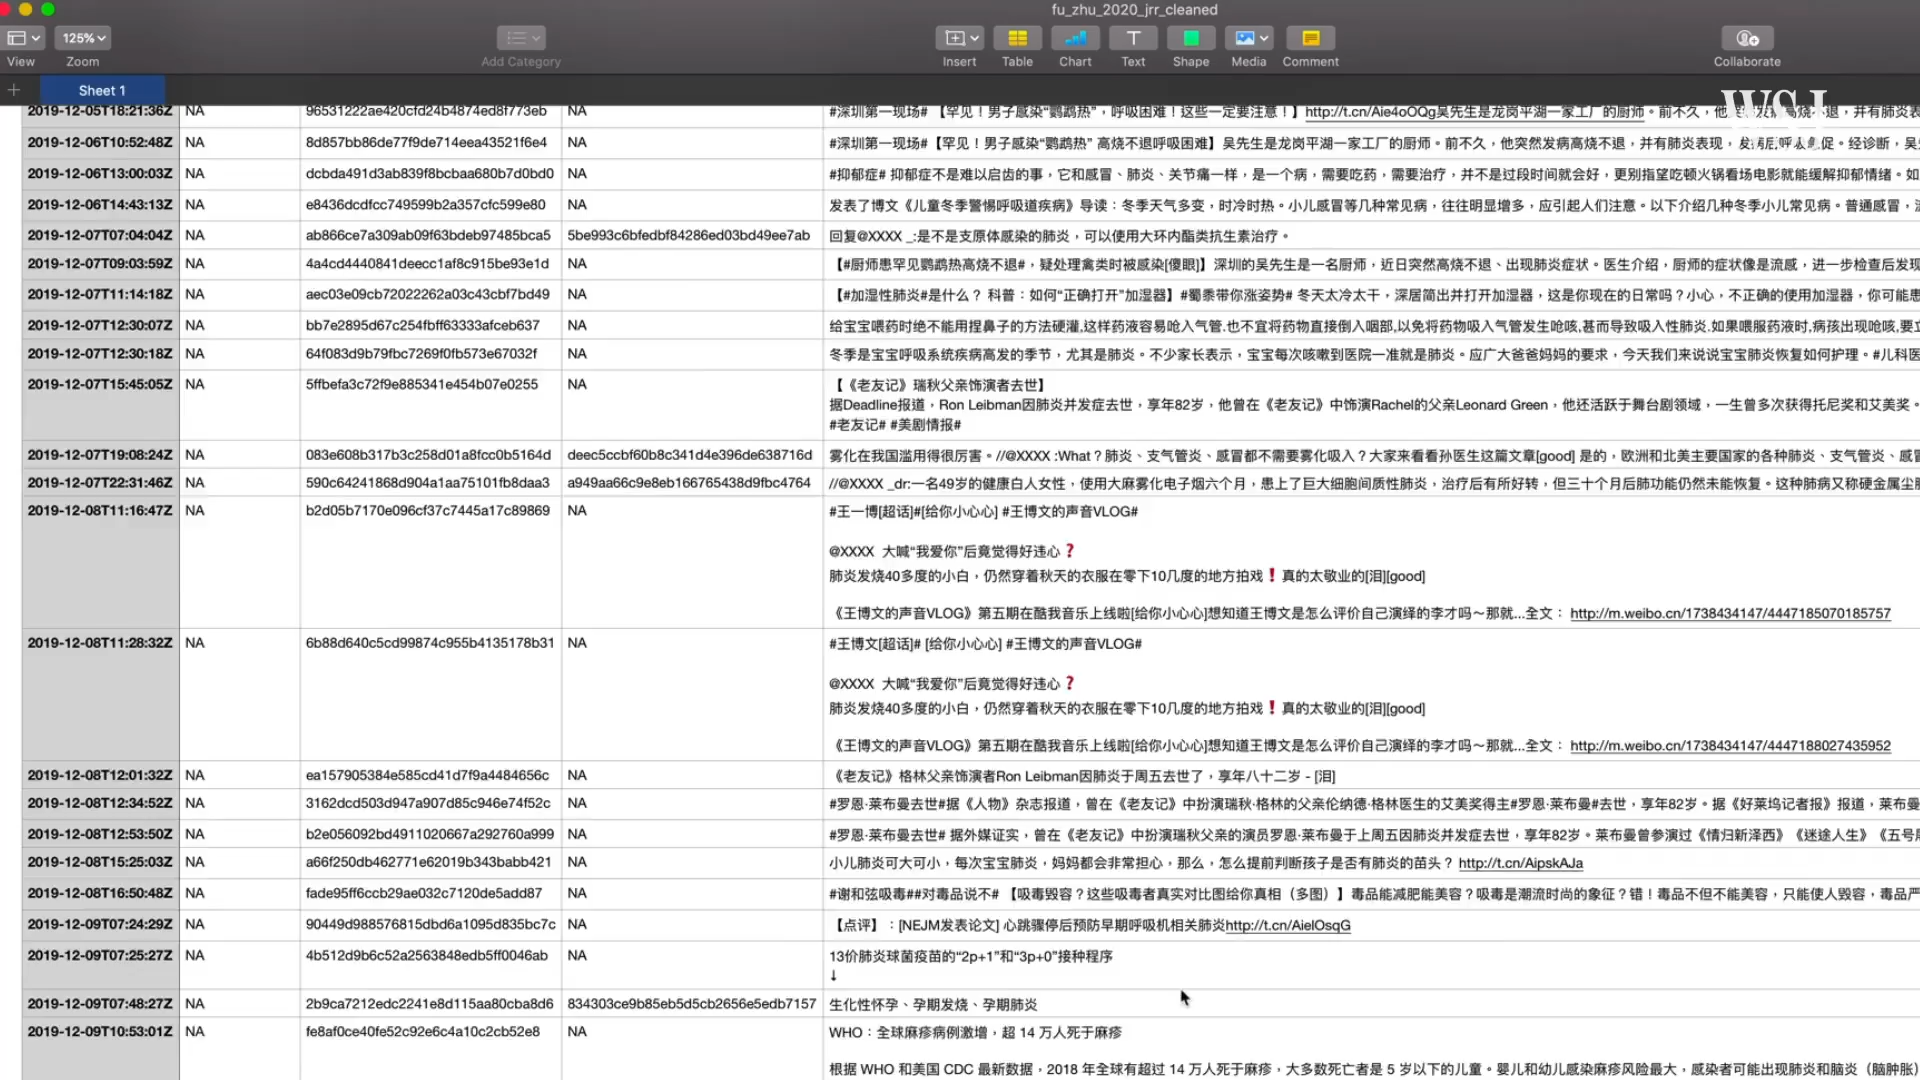 fu_zhu_2020_jrr_cleaned
125%
View Zoom Add Category Insert Table Chart Text Shape Media Comment Collaborate
Sheet 1
WSJ
2019-12-05T18:21:36Z NA 96531222ae420cfd24b4874ed8f773eb NA #深圳第一现场# 【罕见！男子感染“鹦鹉热”，呼吸困难！这些一定要注意！】http://t.cn/Aie4oOQg吴先生是龙岗平湖一家工厂的厨师。前不久，他
2019-12-06T10:52:48Z NA 8d857bb86de77f9de714eea43521f6e4 NA #深圳第一现场#【罕见！男子感染“鹦鹉热” 高烧不退呼吸困难】吴先生是龙岗平湖一家工厂的厨师。前不久，他突然发病高烧不退，并有肺炎表现，发病后呼吸急促。经诊断，吴
2019-12-06T13:00:03Z NA dcbda491d3ab839f8bcbaa680b7d0bd0 NA #抑郁症# 抑郁症不是难以启齿的事，它和感冒、肺炎、关节痛一样，是一个病，需要吃药，需要治疗，并不是过段时间就会好，更别指望吃顿火锅看场电影就能缓解抑郁情绪。如
2019-12-06T14:43:13Z NA e8436dcdfcc749599b2a357cfc599e80 NA 发表了博文《儿童冬季警惕呼吸道疾病》导读：冬季天气多变，时冷时热。小儿感冒等几种常见病，往往明显增多，应引起人们注意。以下介绍几种冬季小儿常见病。普通感冒，
2019-12-07T07:04:04Z NA ab866ce7a309ab09f63bdeb97485bca5 5be993c6bfedbf84286ed03bd49ee7ab 回复@XXXX _:是不是支原体感染的肺炎，可以使用大环内酯类抗生素治疗。
2019-12-07T09:03:59Z NA 4a4cd4440841deecc1af8c915be93e1d NA 【#厨师患罕见鹦鹉热高烧不退#，疑处理禽类时被感染[傻眼]】深圳的吴先生是一名厨师，近日突然高烧不退、出现肺炎症状。医生介绍，厨师的症状像是流感，进一步检查后发现
2019-12-07T11:14:18Z NA aec03e09cb72022262a03c43cbf7bd49 NA 【#加湿性肺炎#是什么？ 科普：如何“正确打开”加湿器】#蜀黍带你涨姿势# 冬天太冷太干，深居简出并打开加湿器，这是你现在的日常吗？小心，不正确的使用加湿器，你可能患
2019-12-07T12:30:07Z NA bb7e2895d67c254fbff63333afceb637 NA 给宝宝喂药时绝不能用捏鼻子的方法硬灌,这样药液容易呛入气管.也不宜将药物直接倒入咽部,以免将药物吸入气管发生呛咳,甚而导致吸入性肺炎.如果喂服药液时,病孩出现呛咳,要立
2019-12-07T12:30:18Z NA 64f083d9b79fbc7269f0fb573e67032f NA 冬季是宝宝呼吸系统疾病高发的季节，尤其是肺炎。不少家长表示，宝宝每次咳嗽到医院一准就是肺炎。应广大爸爸妈妈的要求，今天我们来说说宝宝肺炎恢复如何护理。#儿科医
2019-12-07T15:45:05Z NA 5ffbefa3c72f9e885341e454b07e0255 NA 【《老友记》瑞秋父亲饰演者去世】
据Deadline报道，Ron Leibman因肺炎并发症去世，享年82岁，他曾在《老友记》中饰演Rachel的父亲Leonard Green，他还活跃于舞台剧领域，一生曾多次获得托尼奖和艾美奖。
#老友记# #美剧情报#
2019-12-07T19:08:24Z NA 083e608b317b3c258d01a8fcc0b5164d deec5ccbf60b8c341d4e396de638716d 雾化在我国滥用得很厉害。//@XXXX :What？肺炎、支气管炎、感冒都不需要雾化吸入？大家来看看孙医生这篇文章[good] 是的，欧洲和北美主要国家的各种肺炎、支气管炎、感冒
2019-12-07T22:31:46Z NA 590c64241868d904a1aa75101fb8daa3 a949aa66c9e8eb166765438d9fbc4764 //@XXXX _dr:一名49岁的健康白人女性，使用大麻雾化电子烟六个月，患上了巨大细胞间质性肺炎，治疗后有所好转，但三十个月后肺功能仍然未能恢复。这种肺病又称硬金属尘肺
2019-12-08T11:16:47Z NA b2d05b7170e096cf37c7445a17c89869 NA #王一博[超话]#[给你小心心] #王博文的声音VLOG#
@XXXX 大喊“我爱你”后竟觉得好违心❓
肺炎发烧40多度的小白，仍然穿着秋天的衣服在零下10几度的地方拍戏❗真的太敬业的[泪][good]
《王博文的声音VLOG》第五期在酷我音乐上线啦[给你小心心]想知道王博文是怎么评价自己演绎的李才吗～那就...全文： http://m.weibo.cn/1738434147/4447185070185757
2019-12-08T11:28:32Z NA 6b88d640c5cd99874c955b4135178b31 NA #王博文[超话]# [给你小心心] #王博文的声音VLOG#
@XXXX 大喊“我爱你”后竟觉得好违心❓
肺炎发烧40多度的小白，仍然穿着秋天的衣服在零下10几度的地方拍戏❗真的太敬业的[泪][good]
《王博文的声音VLOG》第五期在酷我音乐上线啦[给你小心心]想知道王博文是怎么评价自己演绎的李才吗～那就...全文： http://m.weibo.cn/1738434147/4447188027435952
2019-12-08T12:01:32Z NA ea157905384e585cd41d7f9a4484656c NA 《老友记》格林父亲饰演者Ron Leibman因肺炎于周五去世了，享年八十二岁 - [泪]
2019-12-08T12:34:52Z NA 3162dcd503d947a907d85c946e74f52c NA #罗恩·莱布曼去世#据《人物》杂志报道，曾在《老友记》中扮演瑞秋·格林的父亲伦纳德·格林医生的艾美奖得主#罗恩·莱布曼#去世，享年82岁。据《好莱坞记者报》报道，莱布曼
2019-12-08T12:53:50Z NA b2e056092bd4911020667a292760a999 NA #罗恩·莱布曼去世# 据外媒证实，曾在《老友记》中扮演瑞秋父亲的演员罗恩·莱布曼于上周五因肺炎并发症去世，享年82岁。莱布曼曾参演过《情归新泽西》《迷途人生》《五号屠
2019-12-08T15:25:03Z NA a66f250db462771e62019b343babb421 NA 小儿肺炎可大可小，每次宝宝肺炎，妈妈都会非常担心，那么，怎么提前判断孩子是否有肺炎的苗头？ http://t.cn/AipskAJa
2019-12-08T16:50:48Z NA fade95ff6ccb29ae032c7120de5add87 NA #谢和弦吸毒##对毒品说不# 【吸毒毁容？这些吸毒者真实对比图给你真相（多图）】毒品能减肥能美容？吸毒是潮流时尚的象征？错！毒品不但不能美容，只能使人毁容，毒品严
2019-12-09T07:24:29Z NA 90449d988576815dbd6a1095d835bc7c NA 【点评】：[NEJM发表论文] 心跳骤停后预防早期呼吸机相关肺炎http://t.cn/AielOsqG
2019-12-09T07:25:27Z NA 4b512d9b6c52a2563848edb5ff0046ab NA 13价肺炎球菌疫苗的“2p+1”和“3p+0”接种程序
↓
2019-12-09T07:48:27Z NA 2b9ca7212edc2241e8d115aa80cba8d6 834303ce9b85eb5d5cb2656e5edb7157 生化性怀孕、孕期发烧、孕期肺炎
2019-12-09T10:53:01Z NA fe8af0ce40fe52c92e6c4a10c2cb52e8 NA WHO：全球麻疹病例激增，超 14 万人死于麻疹
根据 WHO 和美国 CDC 最新数据，2018 年全球有超过 14 万人死于麻疹，大多数死亡者是 5 岁以下的儿童。婴儿和幼儿感染麻疹风险最大，感染者可能出现肺炎和脑炎（脑肿胀）